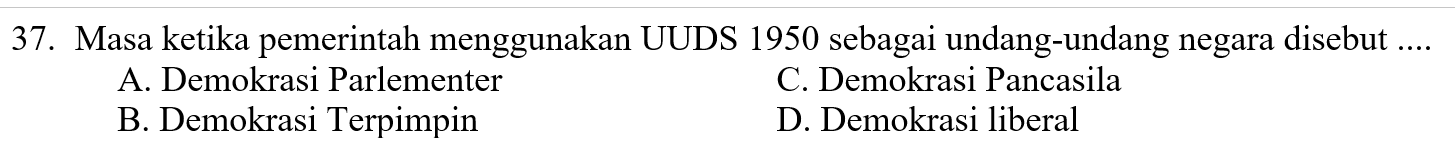 37. Masa ketika pemerintah menggunakan UUDS 1950 sebagai undang-undang negara disebut ....
A. Demokrasi Parlementer C. Demokrasi Pancasila
B. Demokrasi Terpimpin D. Demokrasi liberal